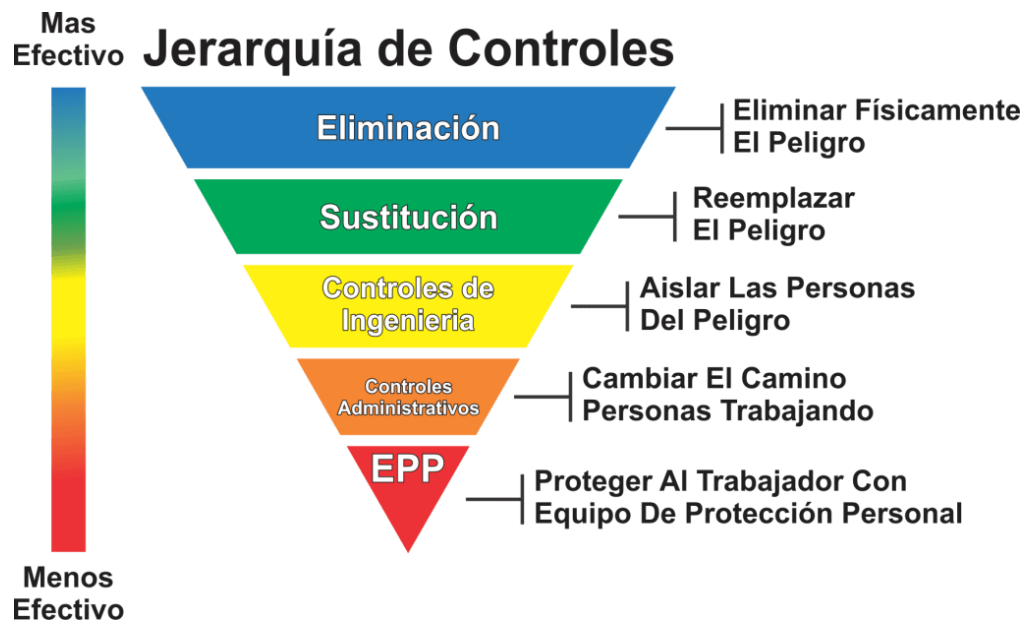 Mas
Efectivo
Jerarquía de Controles
Eliminación
Eliminar Físicamente
El Peligro
Sustitución
Reemplazar
El Peligro
Controles de
Ingenieria
Aislar Las Personas
Del Peligro
Controles
Administrativos
Cambiar El Camino
Personas Trabajando
EPP
Proteger Al Trabajador Con
Equipo De Protección Personal
Menos
Efectivo